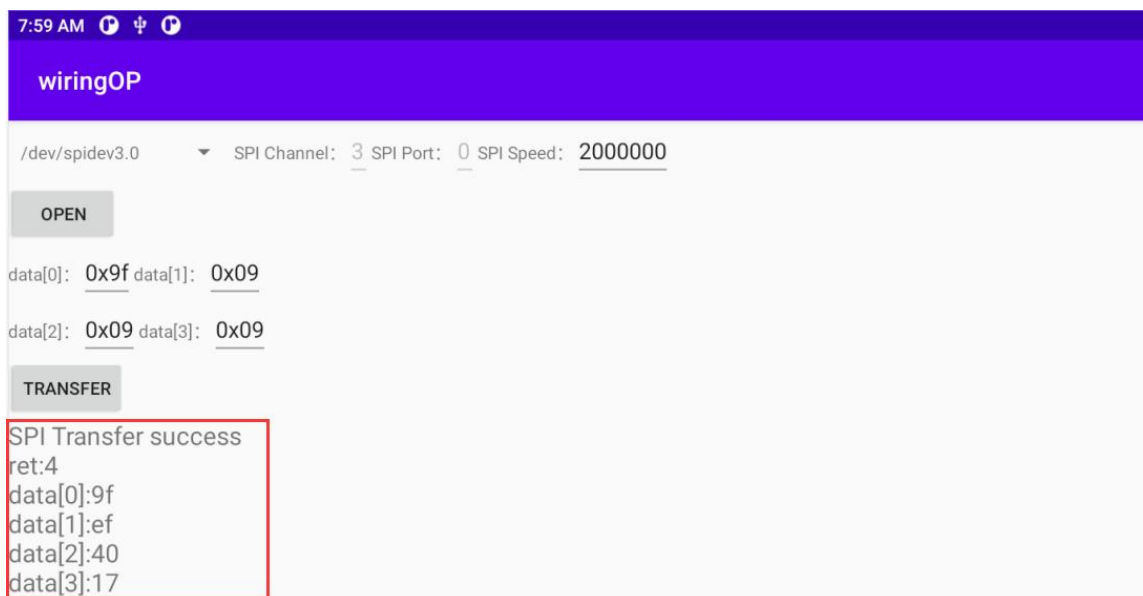 7:59 AM
wiringOP
/dev/spidev3.0 SPI Channel: 3 SPI Port: 0 SPI Speed: 2000000
OPEN
data[0]: 0x9f data[1]: 0x09
data[2]: 0x09 data[3]: 0x09
TRANSFER
SPI Transfer success
ret:4
data[0]:9f
data[1]:ef
data[2]:40
data[3]:17